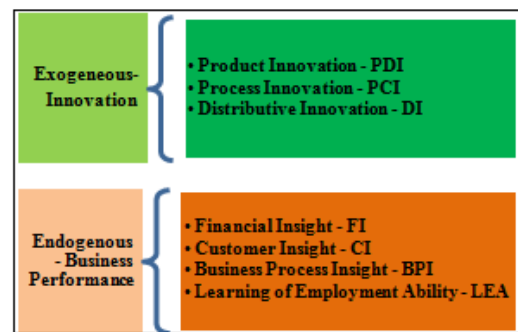 Exogeneous-
Innovation
• Product Innovation - PDI
• Process Innovation - PCI
• Distributive Innovation - DI
Endogenous
- Business
Performance
• Financial Insight - FI
• Customer Insight - CI
• Business Process Insight - BPI
• Learning of Employment Ability - LEA